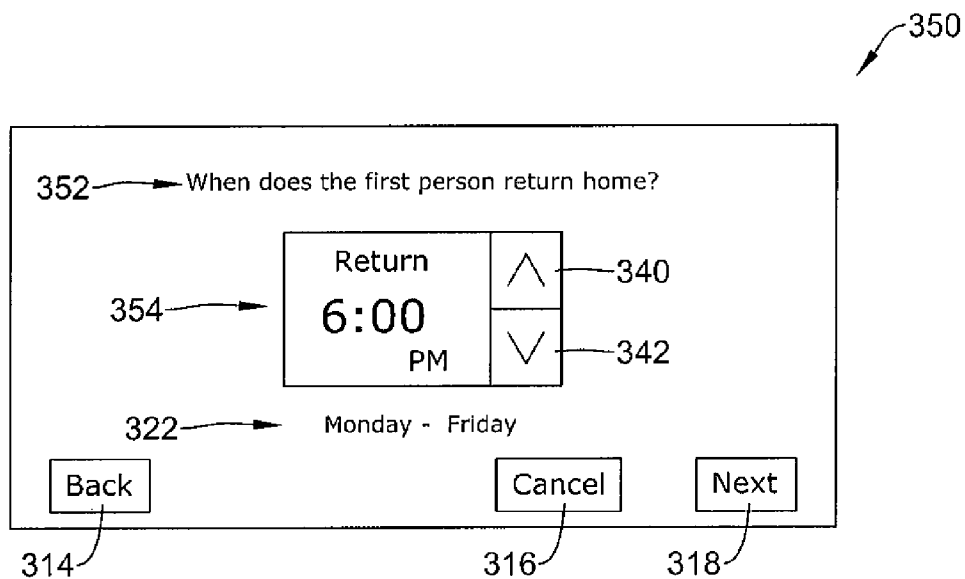 350
352 When does the first person return home?
Return
340
354 6:00
PM
342
322 Monday - Friday
Back Cancel Next
314 316 318